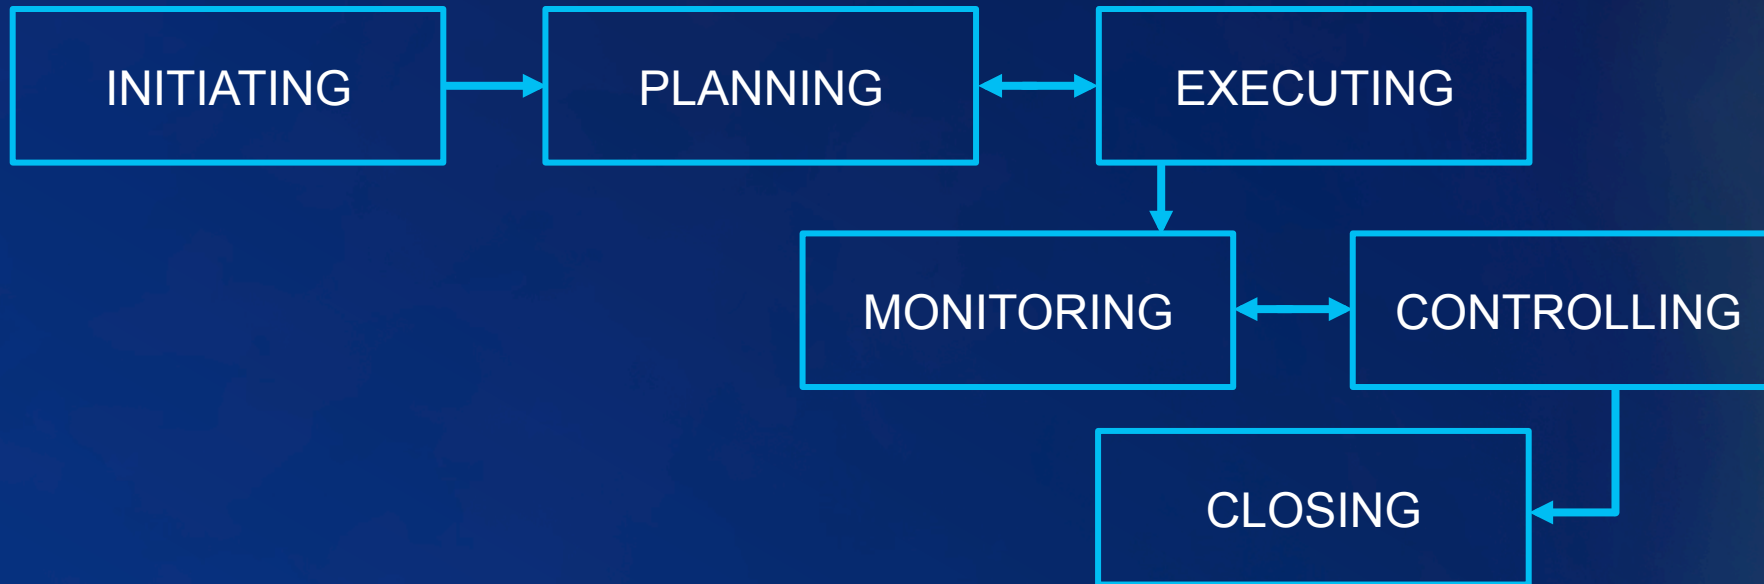 INITIATING
PLANNING
EXECUTING
MONITORING
CONTROLLING
CLOSING